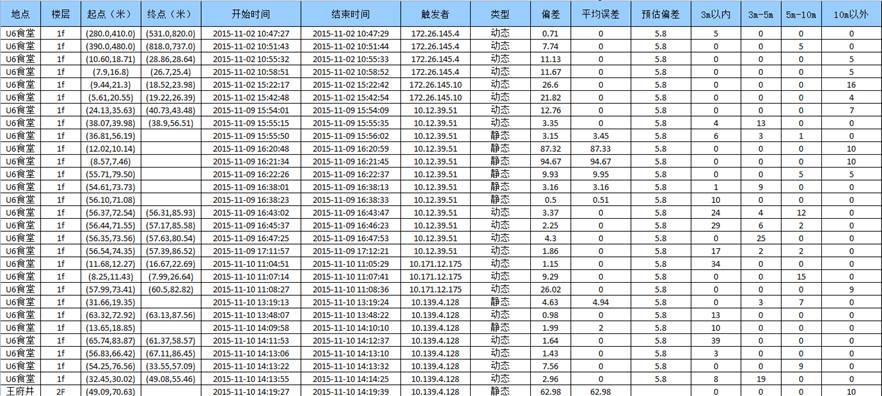 地点 楼层 起点（米） 终点（米） 开始时间 结束时间 触发者 类型 偏差 平均误差 预估偏差 3m以内 3m-5m 5m-10m 10m以外
U6食堂 1f (280.0,410.0) (531.0,820.0) 2015-11-02 10:47:27 2015-11-02 10:47:29 172.26.145.4 动态 0.71 0 5.8 5 0 0 0
U6食堂 1f (390.0,480.0) (818.0,737.0) 2015-11-02 10:51:43 2015-11-02 10:51:44 172.26.145.4 动态 7.74 0 5.8 0 0 5 0
U6食堂 1f (10.60,18.71) (28.86,28.64) 2015-11-02 10:55:32 2015-11-02 10:55:33 172.26.145.4 动态 11.13 0 5.8 0 0 0 5
U6食堂 1f (7.9,16.8) (26.7,25.4) 2015-11-02 10:58:51 2015-11-02 10:58:52 172.26.145.4 动态 11.67 0 5.8 0 0 0 5
U6食堂 1f (9.44,21.3) (18.52,23.98) 2015-11-02 15:22:17 2015-11-02 15:22:42 172.26.145.10 动态 26.6 0 5.8 0 0 0 16
U6食堂 1f (5.61,20.55) (19.22,26.39) 2015-11-02 15:42:48 2015-11-02 15:42:54 172.26.145.10 动态 21.82 0 5.8 0 0 0 4
U6食堂 1f (24.13,35.63) (40.73,43.48) 2015-11-09 15:54:01 2015-11-09 15:54:09 10.12.39.51 动态 12.76 0 5.8 0 0 0 7
U6食堂 1f (38.07,39.98) (38.9,56.51) 2015-11-09 15:55:15 2015-11-09 15:55:35 10.12.39.51 动态 3.35 0 5.8 4 13 0 0
U6食堂 1f (36.81,56.19) 2015-11-09 15:55:50 2015-11-09 15:56:02 10.12.39.51 静态 3.15 3.45 5.8 6 3 1 0
U6食堂 1f (12.02,10.14) 2015-11-09 16:20:48 2015-11-09 16:20:59 10.12.39.51 静态 87.32 87.33 5.8 0 0 0 10
U6食堂 1f (8.57,7.46) 2015-11-09 16:21:34 2015-11-09 16:21:45 10.12.39.51 静态 94.67 94.67 5.8 0 0 0 10
U6食堂 1f (55.71,79.50) 2015-11-09 16:22:26 2015-11-09 16:22:37 10.12.39.51 静态 9.93 9.95 5.8 0 0 5 5
U6食堂 1f (54.61,73.73) 2015-11-09 16:38:01 2015-11-09 16:38:13 10.12.39.51 静态 3.16 3.16 5.8 1 9 0 0
U6食堂 1f (56.10,71.08) 2015-11-09 16:38:23 2015-11-09 16:38:33 10.12.39.51 静态 0.5 0.51 5.8 10 0 0 0
U6食堂 1f (56.37,72.54) (56.31,85.93) 2015-11-09 16:43:02 2015-11-09 16:43:47 10.12.39.51 动态 3.37 0 5.8 24 4 12 0
U6食堂 1f (56.44,71.55) (57.17,85.58) 2015-11-09 16:45:37 2015-11-09 16:46:23 10.12.39.51 动态 2.25 0 5.8 29 6 2 0
U6食堂 1f (56.35,73.56) (57.63,80.54) 2015-11-09 16:47:25 2015-11-09 16:47:53 10.12.39.51 动态 4.3 0 5.8 0 25 0 0
U6食堂 1f (56.54,74.35) (57.39,86.52) 2015-11-09 17:11:57 2015-11-09 17:12:21 10.12.39.51 动态 1.86 0 5.8 17 2 2 0
U6食堂 1f (11.68,12.27) (16.67,22.69) 2015-11-10 11:04:51 2015-11-10 11:05:29 10.171.12.175 动态 1.15 0 5.8 34 0 0 0
U6食堂 1f (8.25,11.43) (7.99,26.64) 2015-11-10 11:07:14 2015-11-10 11:07:41 10.171.12.175 动态 9.29 0 5.8 0 0 15 0
U6食堂 1f (57.99,73.41) (60.5,82.82) 2015-11-10 11:08:27 2015-11-10 11:08:36 10.171.12.175 动态 26.02 0 5.8 0 0 0 9
U6食堂 1f (31.66,19.35) 2015-11-10 13:19:13 2015-11-10 13:19:24 10.139.4.128 静态 4.63 4.94 5.8 0 3 7 0
U6食堂 1f (63.32,72.92) (63.13,87.56) 2015-11-10 13:48:07 2015-11-10 13:48:22 10.139.4.128 动态 0.98 0 5.8 13 0 0 0
U6食堂 1f (13.65,18.85) 2015-11-10 14:09:58 2015-11-10 14:10:10 10.139.4.128 静态 1.99 2 5.8 10 0 0 0
U6食堂 1f (65.74,83.87) (61.37,58.57) 2015-11-10 14:11:53 2015-11-10 14:12:37 10.139.4.128 动态 1.64 0 5.8 39 0 0 0
U6食堂 1f (56.83,66.42) (67.11,86.45) 2015-11-10 14:13:06 2015-11-10 14:13:10 10.139.4.128 动态 1.43 0 5.8 3 0 0 0
U6食堂 1f (54.25,76.56) (33.55,57.09) 2015-11-10 14:13:22 2015-11-10 14:13:32 10.139.4.128 动态 7.56 0 5.8 0 0 9 0
U6食堂 1f (32.45,30.02) (49.08,55.46) 2015-11-10 14:13:55 2015-11-10 14:14:25 10.139.4.128 动态 2.96 0 5.8 8 19 0 0
王府井 2F (49.09,70.63) 2015-11-10 14:19:27 2015-11-10 14:19:39 10.139.4.128 静态 62.98 62.98 0 0 0 10